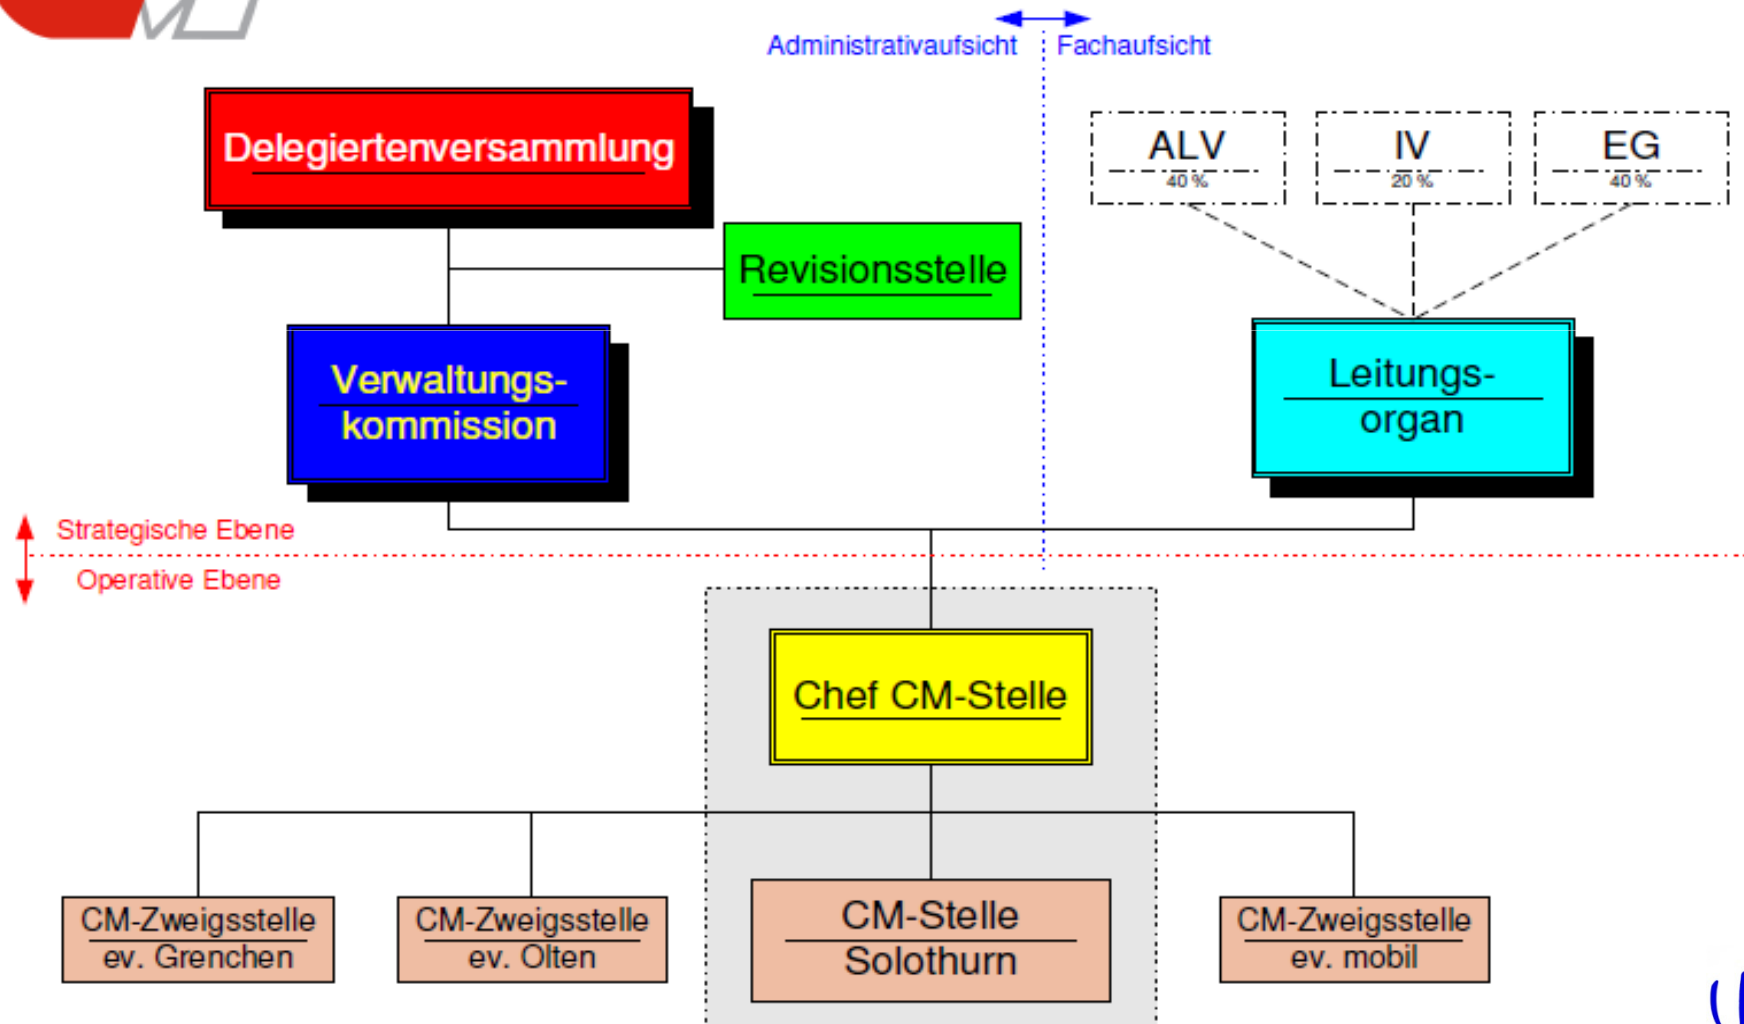 Administrativaufsicht
Fachaufsicht
Delegiertenversammlung
ALV
40 %
IV
20 %
EG
40 %
Revisionsstelle
Verwaltungs-
kommission
Leitungs-
organ
Strategische Ebene
Operative Ebene
Chef CM-Stelle
CM-Zweigsstelle
ev. Grenchen
CM-Zweigsstelle
ev. Olten
CM-Stelle
Solothurn
CM-Zweigsstelle
ev. mobil